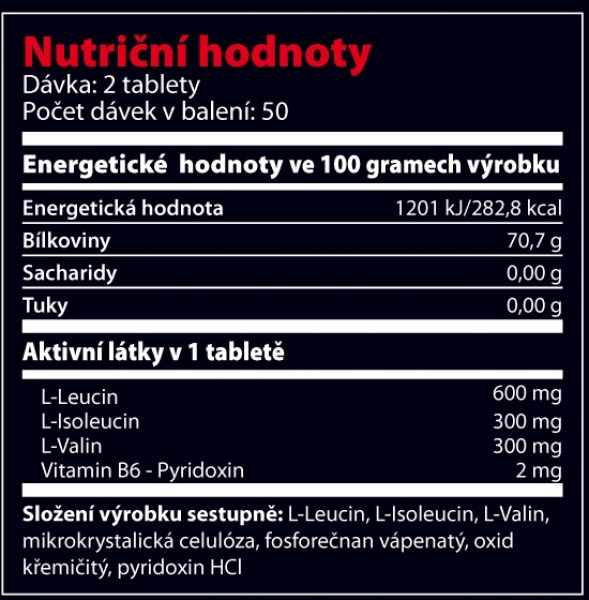 Nutriční hodnoty
Dávka: 2 tablety
Počet dávek v balení: 50
Energetické hodnoty ve 100 gramech výrobku
Energetická hodnota 1201 kJ/282,8 kcal
Bílkoviny 70,7 g
Sacharidy 0,00 g
Tuky 0,00 g
Aktivní látky v 1 tabletě
L-Leucin 600 mg
L-Isoleucin 300 mg
L-Valin 300 mg
Vitamin B6 - Pyridoxin 2 mg
Složení výrobku sestupně: L-Leucin, L-Isoleucin, L-Valin,
mikrokrystalická celulóza, fosforečnan vápenatý, oxid
křemičitý, pyridoxin HCl